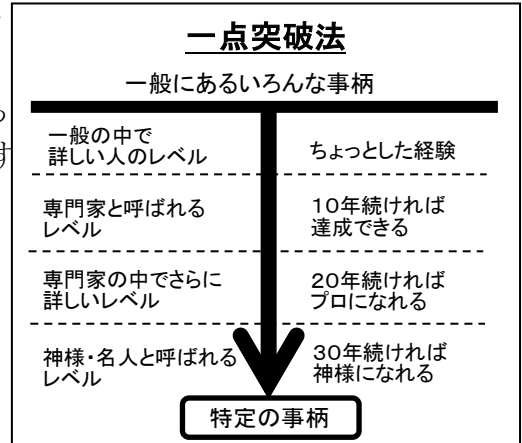 一点突破法
一般にあるいろんな事柄
一般の中で
詳しい人のレベル
ちょっとした経験
専門家と呼ばれる
レベル
10年続ければ
達成できる
専門家の中でさらに
詳しいレベル
20年続ければ
プロになれる
神様・名人と呼ばれる
レベル
30年続ければ
神様になれる
特定の事柄